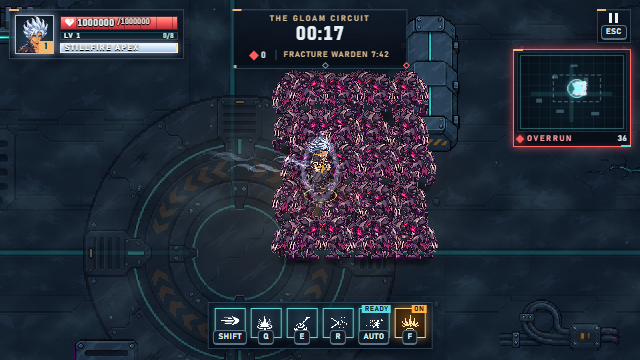 1000000/1000000
LV 1
0/8
1
STILLFIRE APEX
THE GLOAM CIRCUIT
00:17
0
FRACTURE WARDEN 7:42
ESC
OVERRUN
36
READY
ON
SHIFT
Q
E
R
AUTO
F